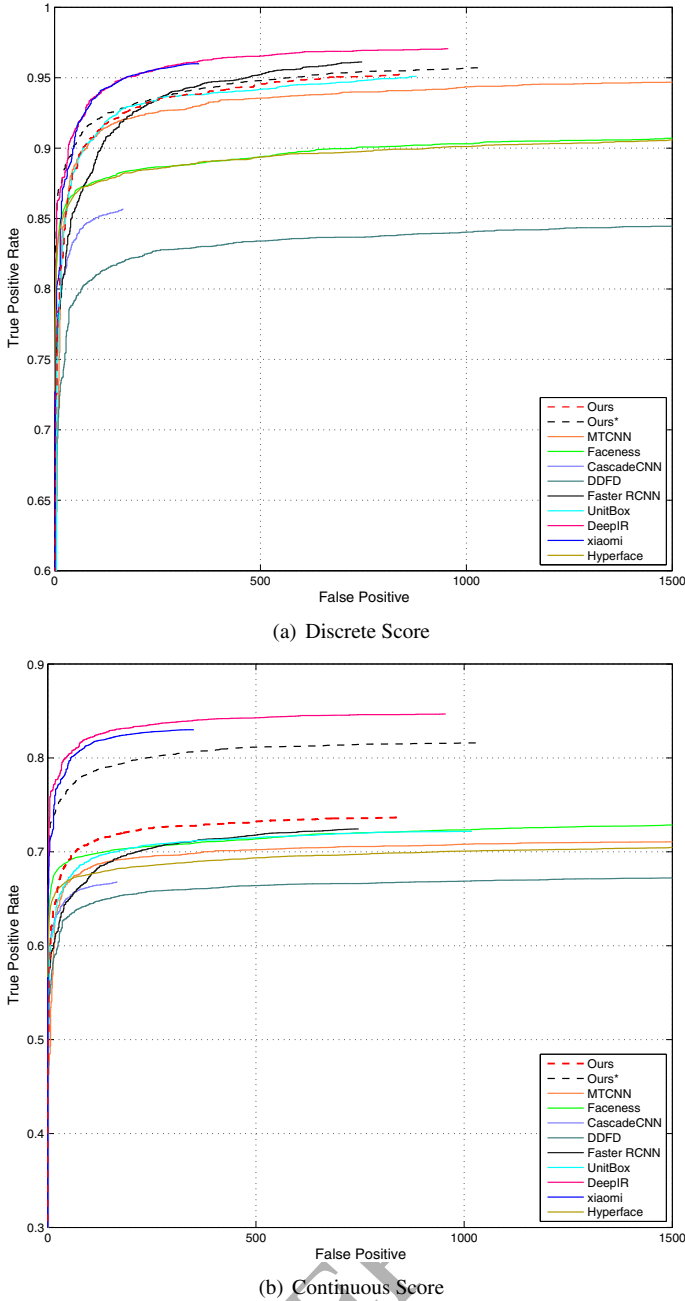 1
0.95
0.9
0.85
0.8
0.75
0.7
0.65
0.6
True Positive Rate
Ours
Ours*
MTCNN
Faceness
CascadeCNN
DDFD
Faster RCNN
UnitBox
DeepIR
xiaomi
Hyperface
0
500
1000
1500
False Positive
(a) Discrete Score
0.9
0.8
0.7
0.6
0.5
0.4
0.3
True Positive Rate
Ours
Ours*
MTCNN
Faceness
CascadeCNN
DDFD
Faster RCNN
UnitBox
DeepIR
xiaomi
Hyperface
0
500
1000
1500
False Positive
(b) Continuous Score